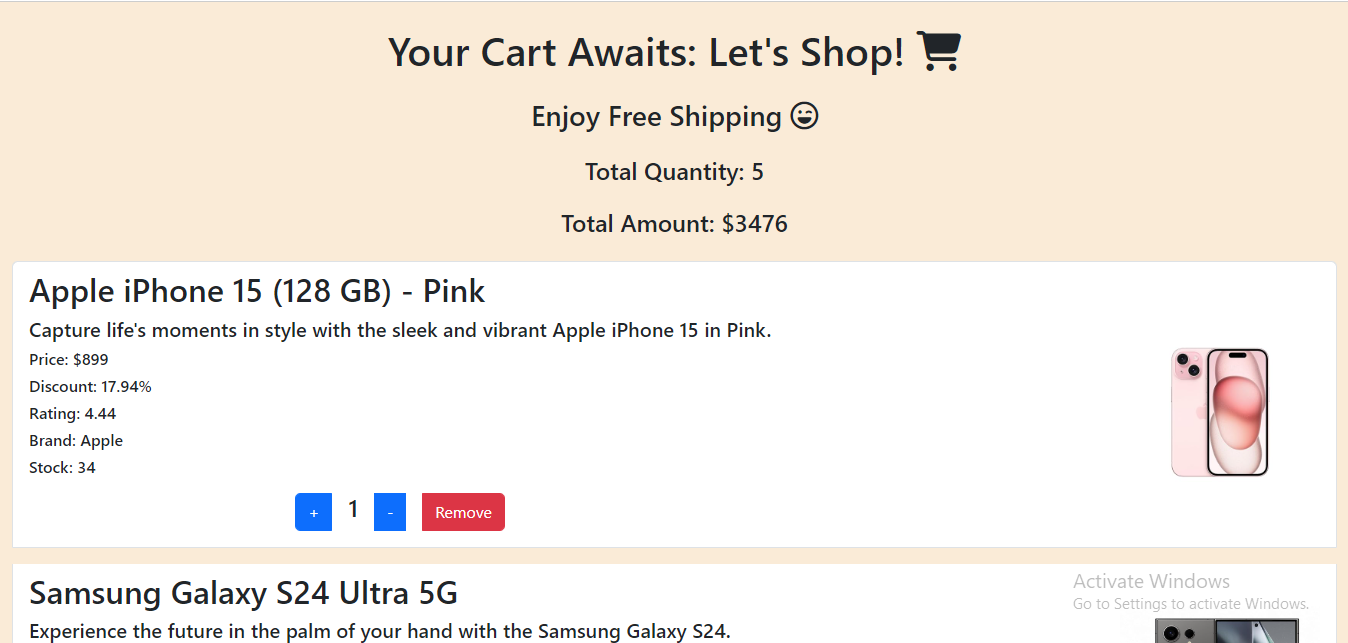 Your Cart Awaits: Let's Shop!
Enjoy Free Shipping
Total Quantity: 5
Total Amount: $3476
Apple iPhone 15 (128 GB) - Pink
Capture life's moments in style with the sleek and vibrant Apple iPhone 15 in Pink.
Price: $899
Discount: 17.94%
Rating: 4.44
Brand: Apple
Stock: 34
+ 1 - Remove
Samsung Galaxy S24 Ultra 5G
Experience the future in the palm of your hand with the Samsung Galaxy S24.
Activate Windows
Go to Settings to activate Windows.